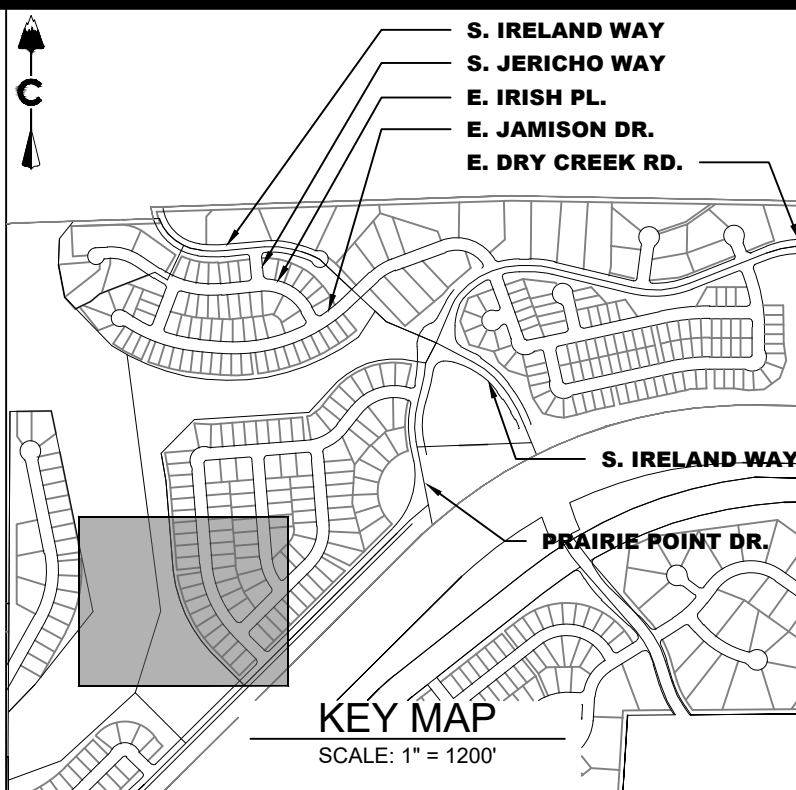 S. IRELAND WAY
S. JERICHO WAY
E. IRISH PL.
E. JAMISON DR.
E. DRY CREEK RD.
C
S. IRELAND WAY
PRAIRIE POINT DR.
KEY MAP
SCALE: 1" = 1200'